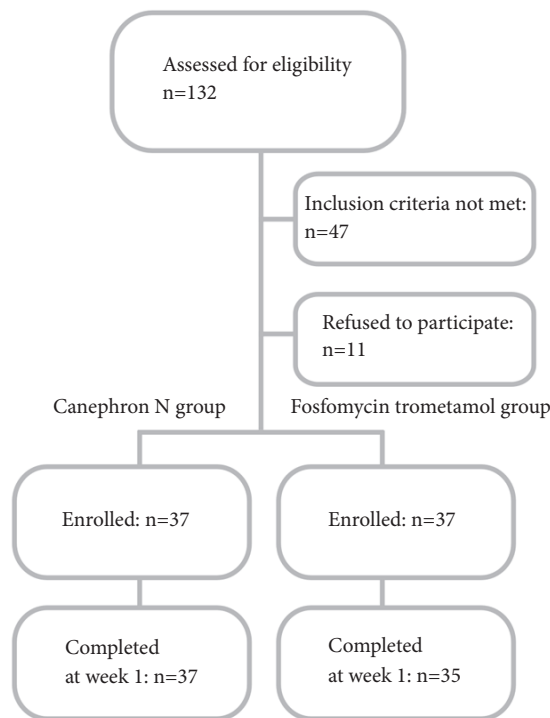 Assessed for eligibility
n=132
Inclusion criteria not met:
n=47
Refused to participate:
n=11
Canephron N group
Fosfomycin trometamol group
Enrolled: n=37
Enrolled: n=37
Completed
at week 1: n=37
Completed
at week 1: n=35